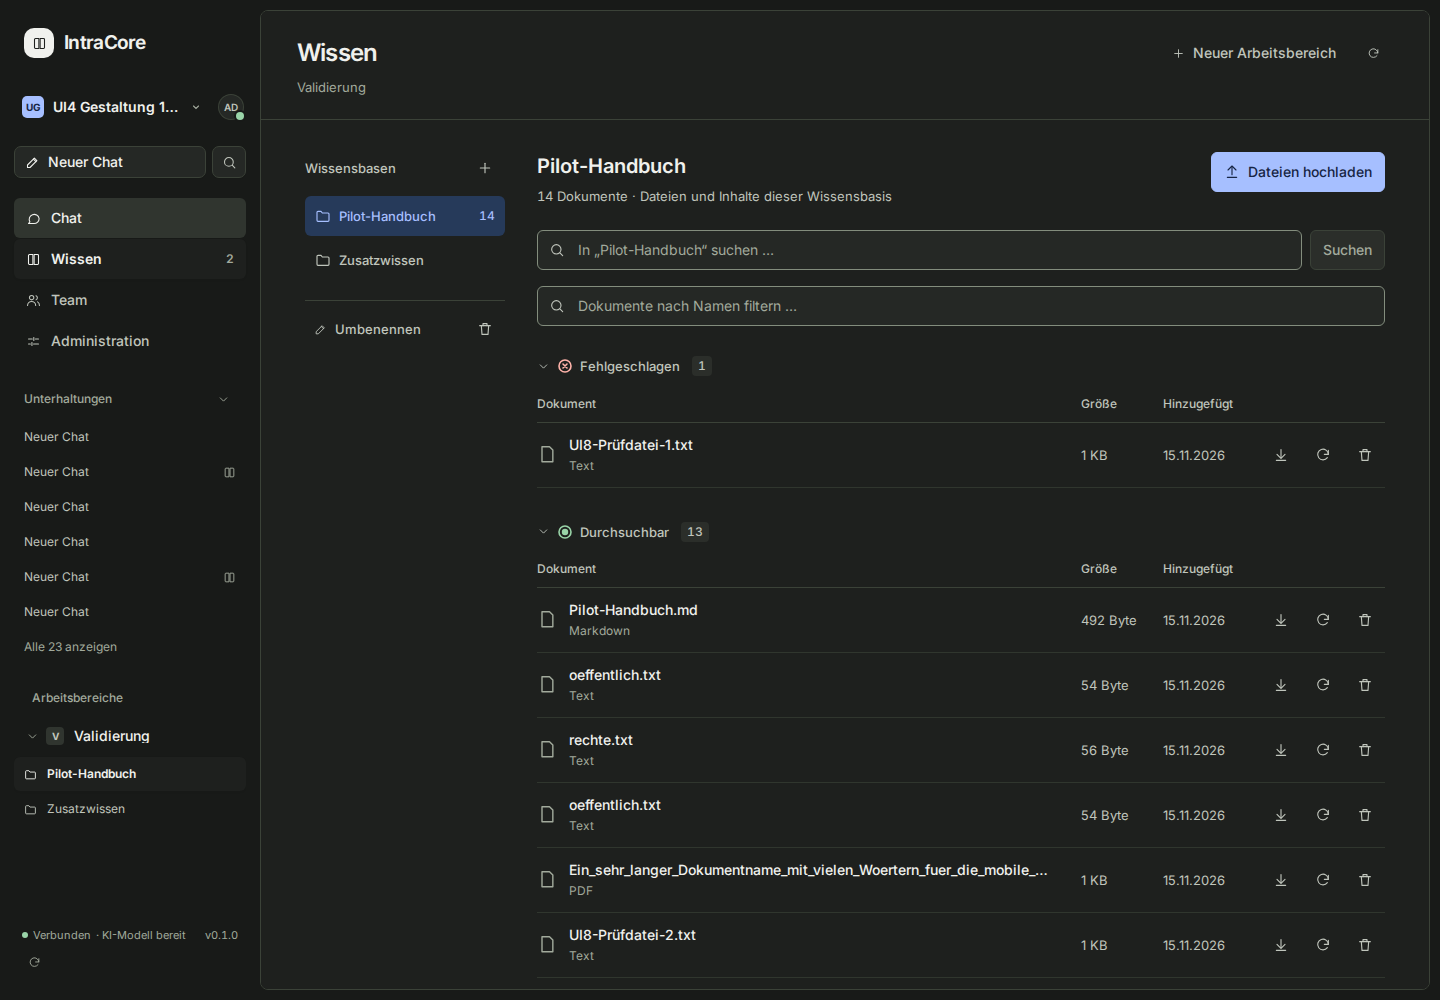 IntraCore
UG UI4 Gestaltung 1... AD
Neuer Chat
Chat
Wissen 2
Team
Administration
Unterhaltungen
Neuer Chat
Neuer Chat
Neuer Chat
Neuer Chat
Neuer Chat
Neuer Chat
Alle 23 anzeigen
Arbeitsbereiche
V Validierung
Pilot-Handbuch
Zusatzwissen
Verbunden · KI-Modell bereit v0.1.0
Wissen
Validierung
Neuer Arbeitsbereich
Wissensbasen
Pilot-Handbuch 14
Zusatzwissen
Umbenennen
Pilot-Handbuch
14 Dokumente · Dateien und Inhalte dieser Wissensbasis
Dateien hochladen
In „Pilot-Handbuch“ suchen ...
Suchen
Dokumente nach Namen filtern ...
Fehlgeschlagen 1
Dokument Größe Hinzugefügt
UI8-Prüfdatei-1.txt
Text
1 KB 15.11.2026
Durchsuchbar 13
Dokument Größe Hinzugefügt
Pilot-Handbuch.md
Markdown
492 Byte 15.11.2026
oeffentlich.txt
Text
54 Byte 15.11.2026
rechte.txt
Text
56 Byte 15.11.2026
oeffentlich.txt
Text
54 Byte 15.11.2026
Ein_sehr_langer_Dokumentname_mit_vielen_Woertern_fuer_die_mobile_...
PDF
1 KB 15.11.2026
UI8-Prüfdatei-2.txt
Text
1 KB 15.11.2026